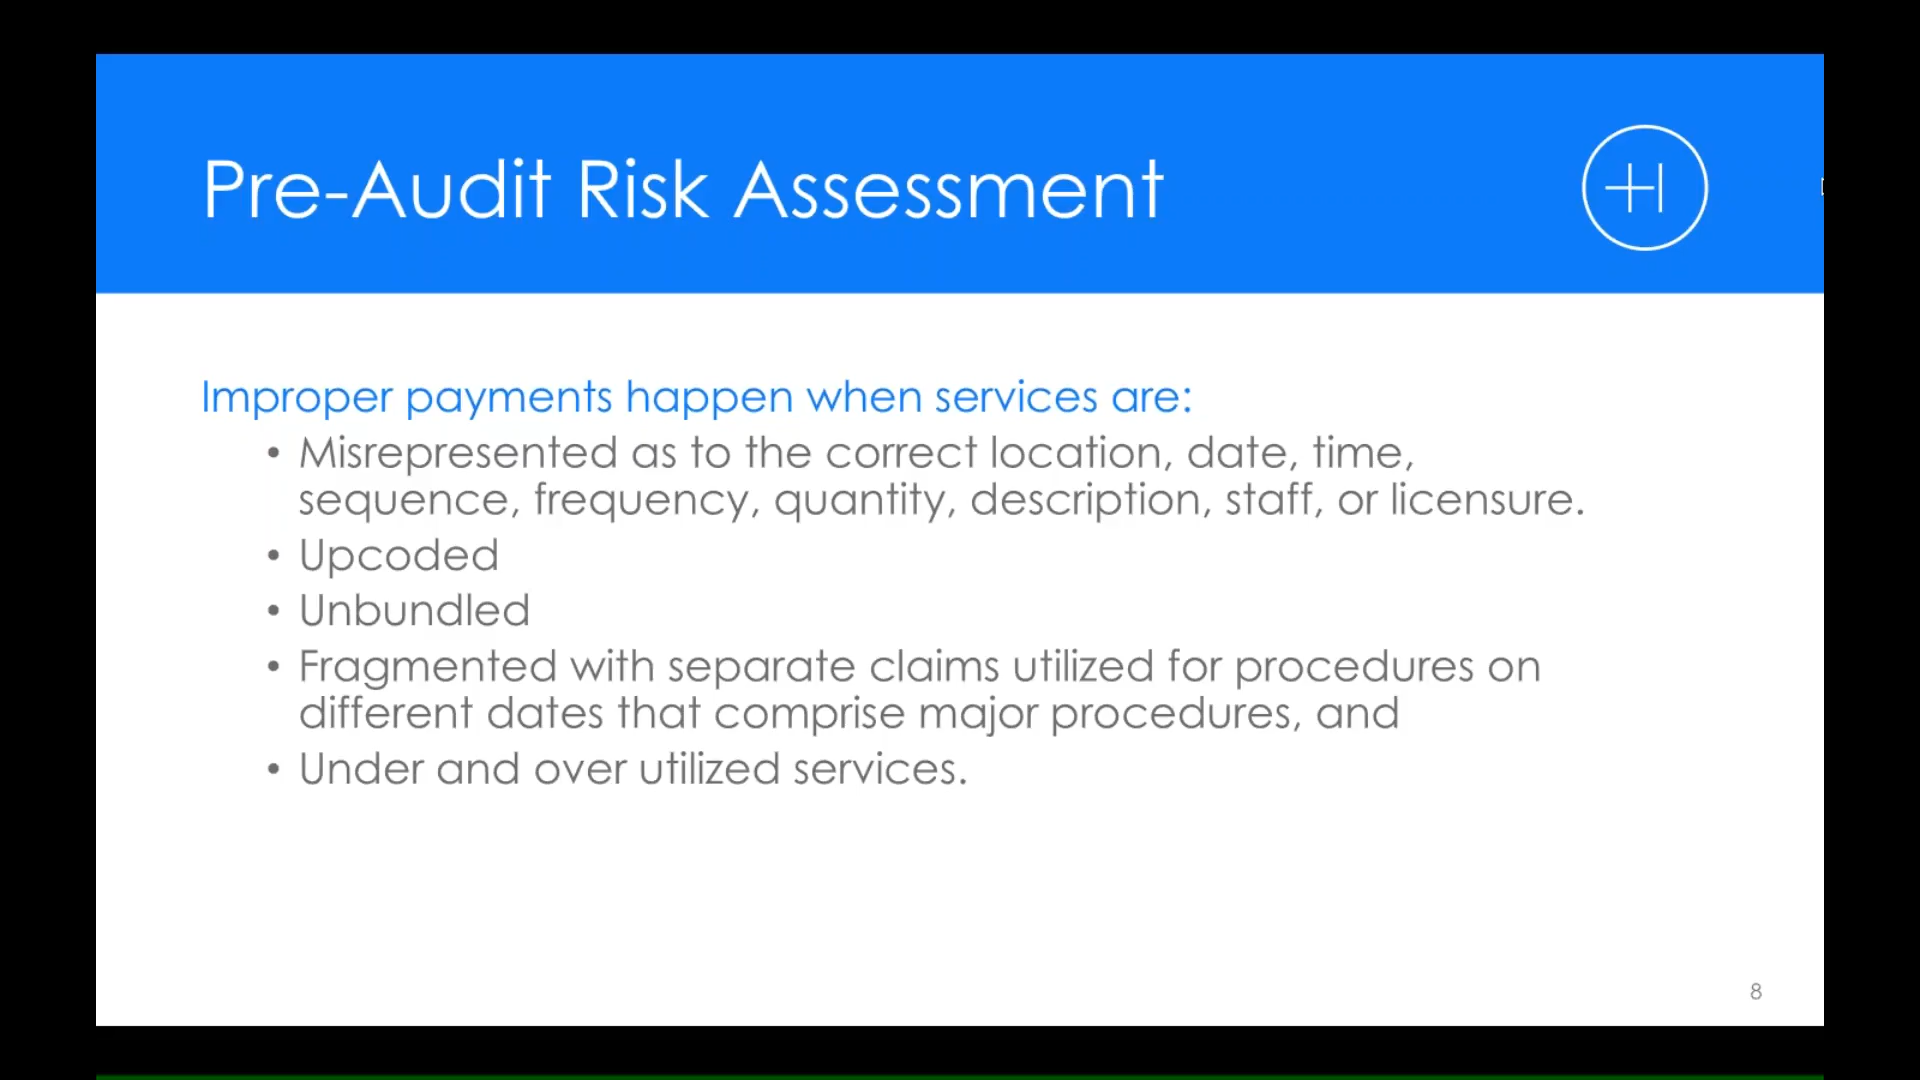 Pre-Audit Risk Assessment
Improper payments happen when services are:
• Misrepresented as to the correct location, date, time,
sequence, frequency, quantity, description, staff, or licensure.
• Upcoded
• Unbundled
• Fragmented with separate claims utilized for procedures on
different dates that comprise major procedures, and
• Under and over utilized services.
8